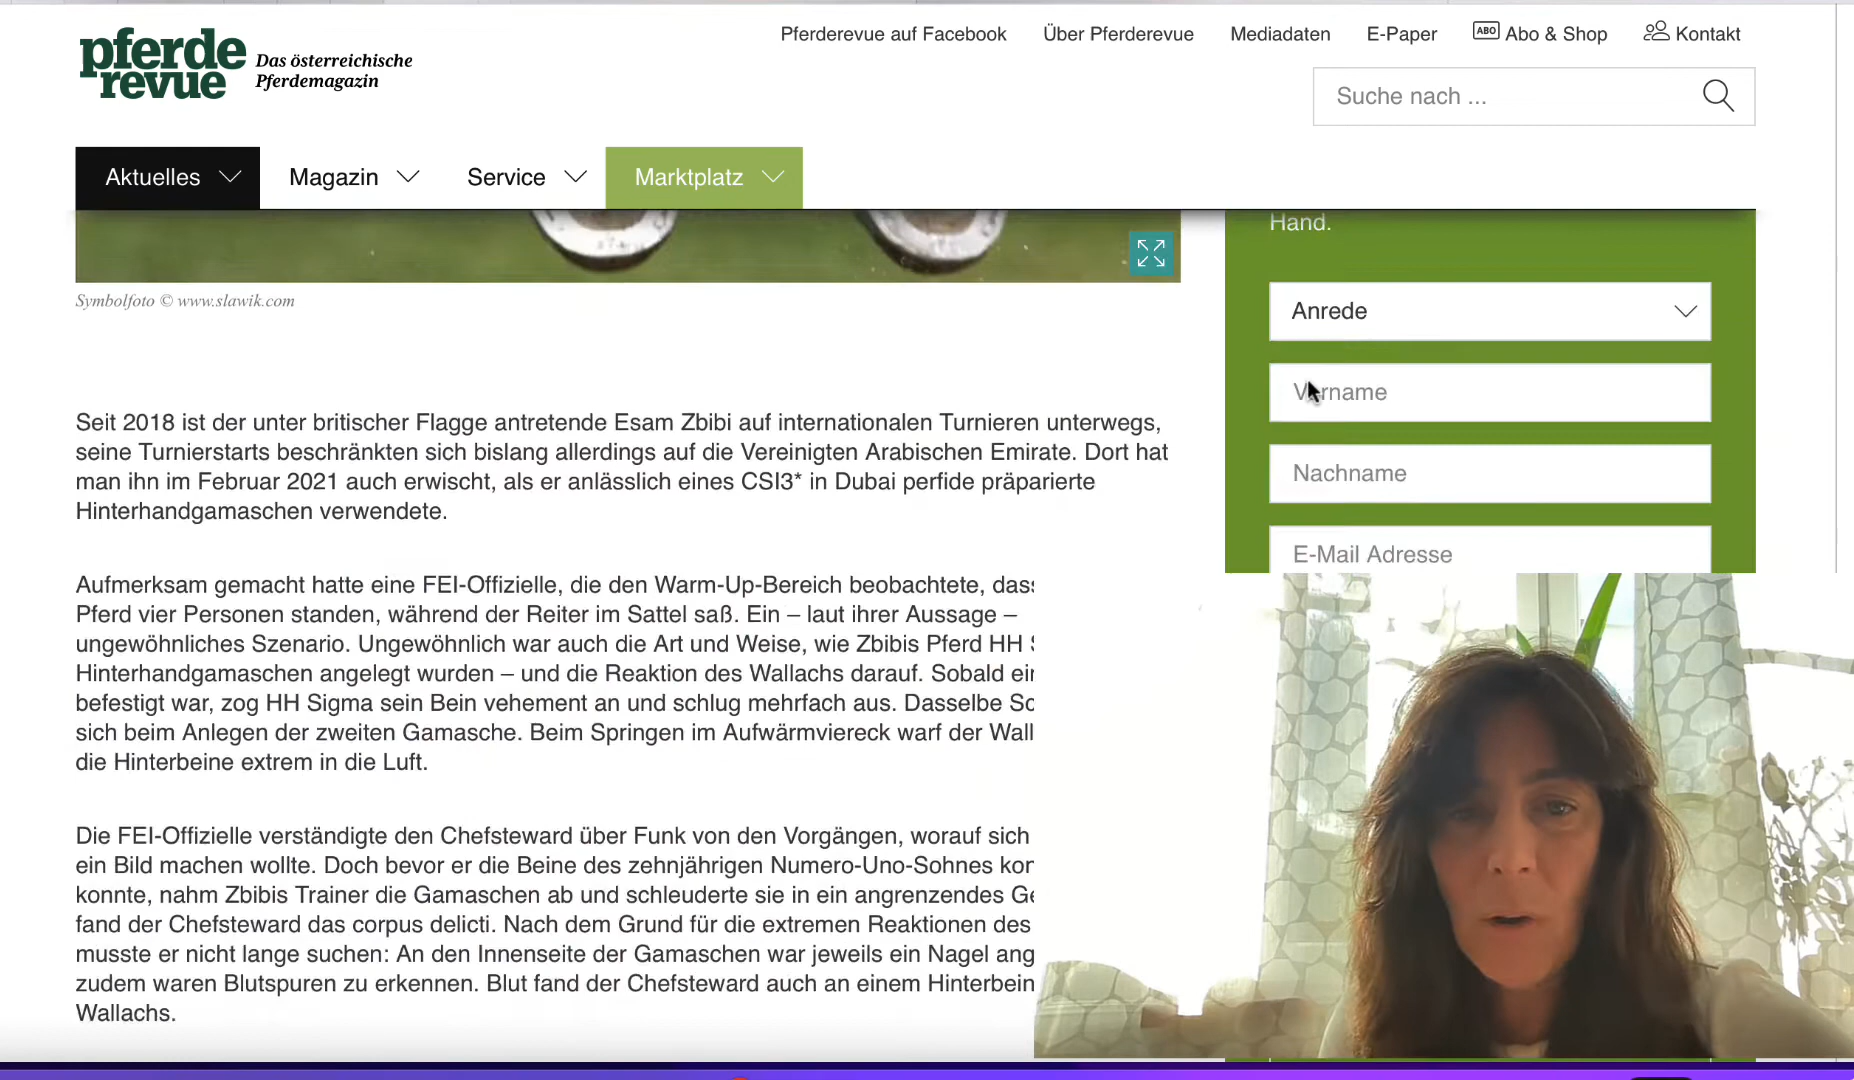 Pferderevue auf Facebook
Über Pferderevue
Mediadaten
E-Paper
ABO Abo & Shop
Kontakt
pferde
revue
Das österreichische
Pferdemagazin
Suche nach ...
Aktuelles
Magazin
Service
Marktplatz
Hand.
Symbolfoto © www.slawik.com
Anrede
Vorname
Nachname
E-Mail Adresse
Seit 2018 ist der unter britischer Flagge antretende Esam Zbibi auf internationalen Turnieren unterwegs,
seine Turnierstarts beschränkten sich bislang allerdings auf die Vereinigten Arabischen Emirate. Dort hat
man ihn im Februar 2021 auch erwischt, als er anlässlich eines CSI3* in Dubai perfide präparierte
Hinterhandgamaschen verwendete.
Aufmerksam gemacht hatte eine FEI-Offizielle, die den Warm-Up-Bereich beobachtete, dass
Pferd vier Personen standen, während der Reiter im Sattel saß. Ein – laut ihrer Aussage –
ungewöhnliches Szenario. Ungewöhnlich war auch die Art und Weise, wie Zbibis Pferd HH
Hinterhandgamaschen angelegt wurden – und die Reaktion des Wallachs darauf. Sobald
befestigt war, zog HH Sigma sein Bein vehement an und schlug mehrfach aus. Dasselbe
sich beim Anlegen der zweiten Gamasche. Beim Springen im Aufwärmviereck warf der Wall
die Hinterbeine extrem in die Luft.
Die FEI-Offizielle verständigte den Chefsteward über Funk von den Vorgängen, worauf sich
ein Bild machen wollte. Doch bevor er die Beine des zehnjährigen Numero-Uno-Sohnes kon
konnte, nahm Zbibis Trainer die Gamaschen ab und schleuderte sie in ein angrenzendes
fand der Chefsteward das corpus delicti. Nach dem Grund für die extremen Reaktionen des
musste er nicht lange suchen: An den Innenseite der Gamaschen war jeweils ein Nagel ang
zudem waren Blutspuren zu erkennen. Blut fand der Chefsteward auch an einem Hinterbein
Wallachs.